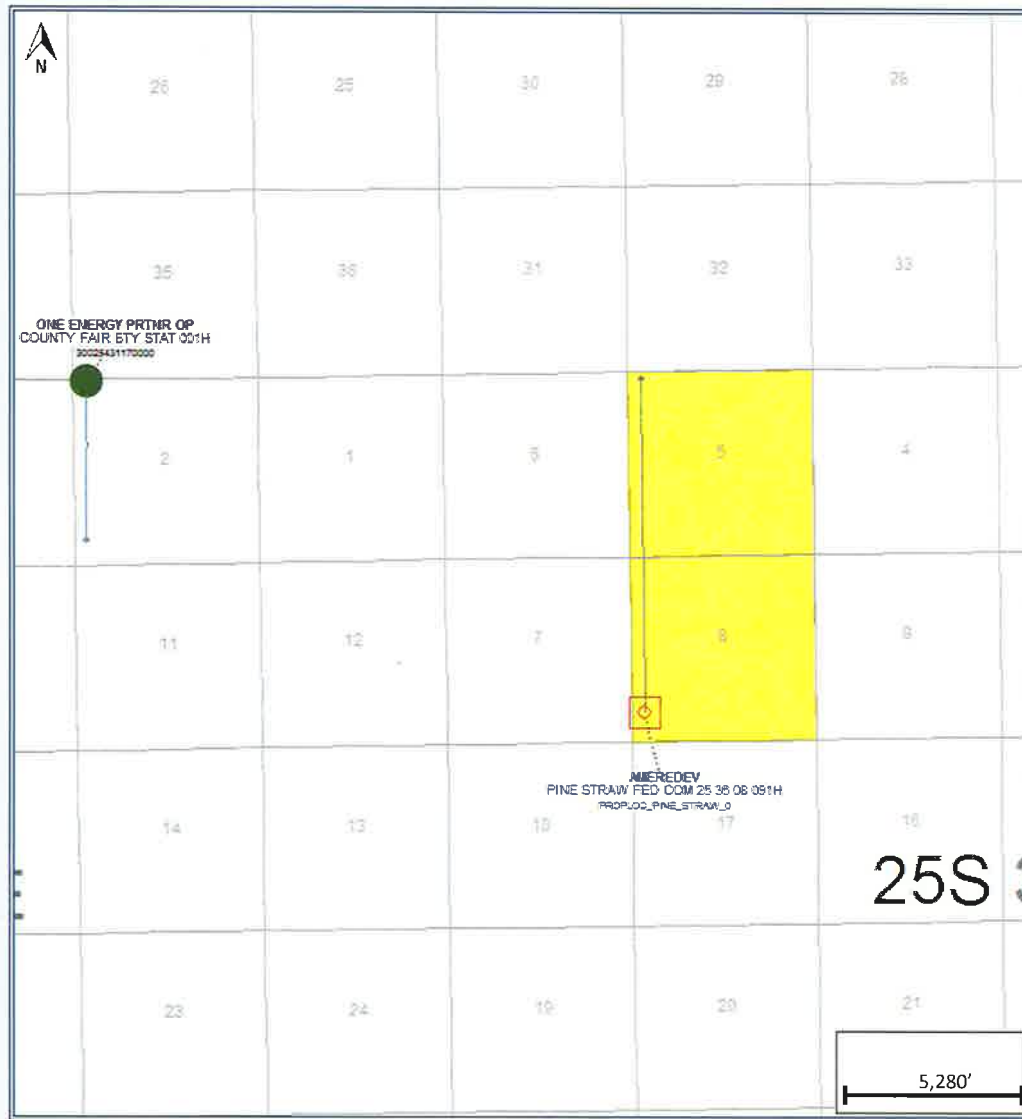 N
26 25 30 29 28
35 36 31 32 33
ONE ENERGY PRTNR OP
COUNTY FAIR BTY STAT 001H
30025431170000
2 1 6 5 4
11 12 7 8 9
AMEREDEV
PINE STRAW FED COM 25 36 08 091H
PROPLOC_PINE_STRAW_0
14 13 18 17 16
25S
23 24 19 20 21
5,280'